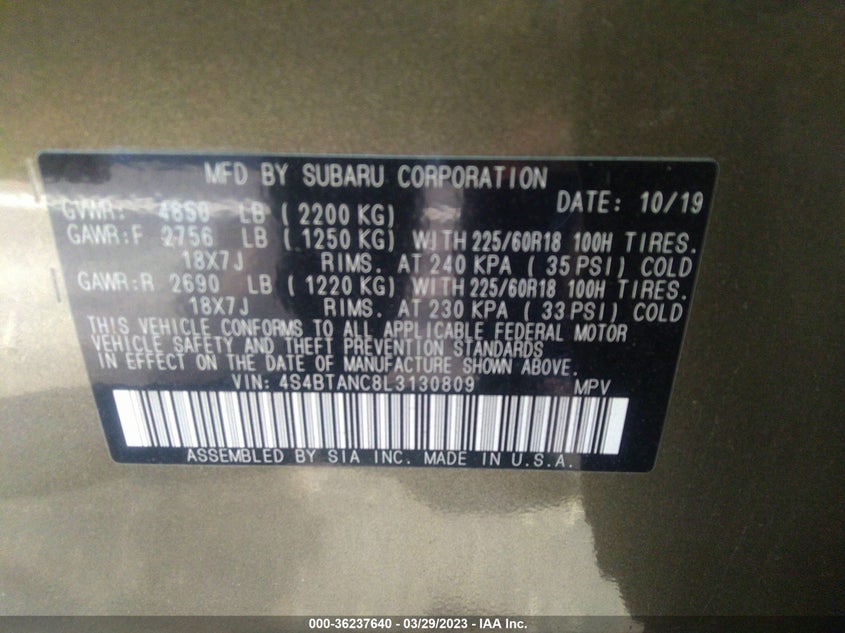 MFD BY SUBARU CORPORATION
DATE: 10/19
GVWR: 4850 LB ( 2200 KG)
GAWR:F 2756 LB ( 1250 KG) WITH 225/60R18 100H TIRES.
18X7J RIMS. AT 240 KPA ( 35 PSI) COLD
GAWR:R 2690 LB ( 1220 KG) WITH 225/60R18 100H TIRES.
18X7J RIMS. AT 230 KPA ( 33 PSI) COLD
THIS VEHICLE CONFORMS TO ALL APPLICABLE FEDERAL MOTOR
VEHICLE SAFETY AND THEFT PREVENTION STANDARDS
IN EFFECT ON THE DATE OF MANUFACTURE SHOWN ABOVE.
VIN: 4S4BTANC8L3130809 MPV
ASSEMBLED BY SIA INC. MADE IN U.S.A.
000-36237640 - 03/29/2023 - IAA Inc.